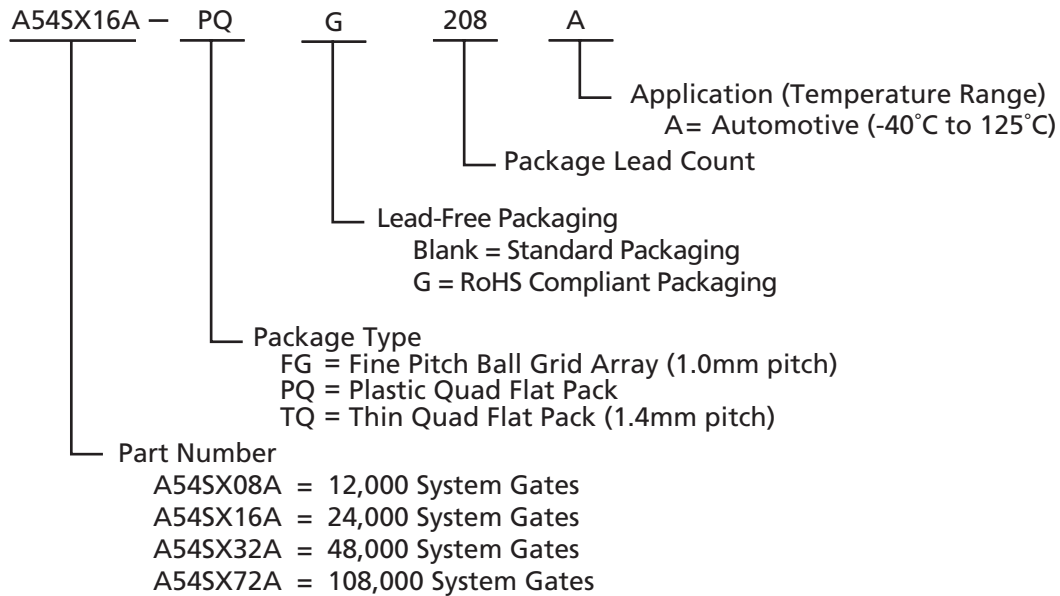 A54SX16A – PQ G 208 A
Application (Temperature Range)
A= Automotive (-40˚C to 125˚C)
Package Lead Count
Lead-Free Packaging
Blank = Standard Packaging
G = RoHS Compliant Packaging
Package Type
FG = Fine Pitch Ball Grid Array (1.0mm pitch)
PQ = Plastic Quad Flat Pack
TQ = Thin Quad Flat Pack (1.4mm pitch)
Part Number
A54SX08A = 12,000 System Gates
A54SX16A = 24,000 System Gates
A54SX32A = 48,000 System Gates
A54SX72A = 108,000 System Gates